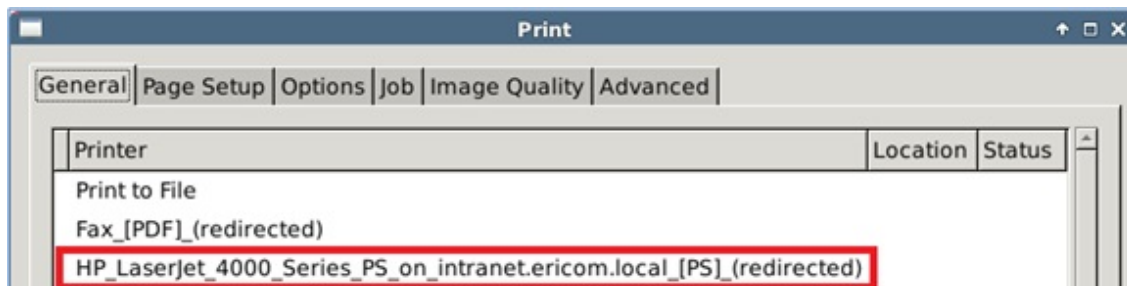 Print
General Page Setup Options Job Image Quality Advanced
Printer Location Status
Print to File
Fax_[PDF]_(redirected)
HP_LaserJet_4000_Series_PS_on_intranet.ericom.local_[PS]_(redirected)